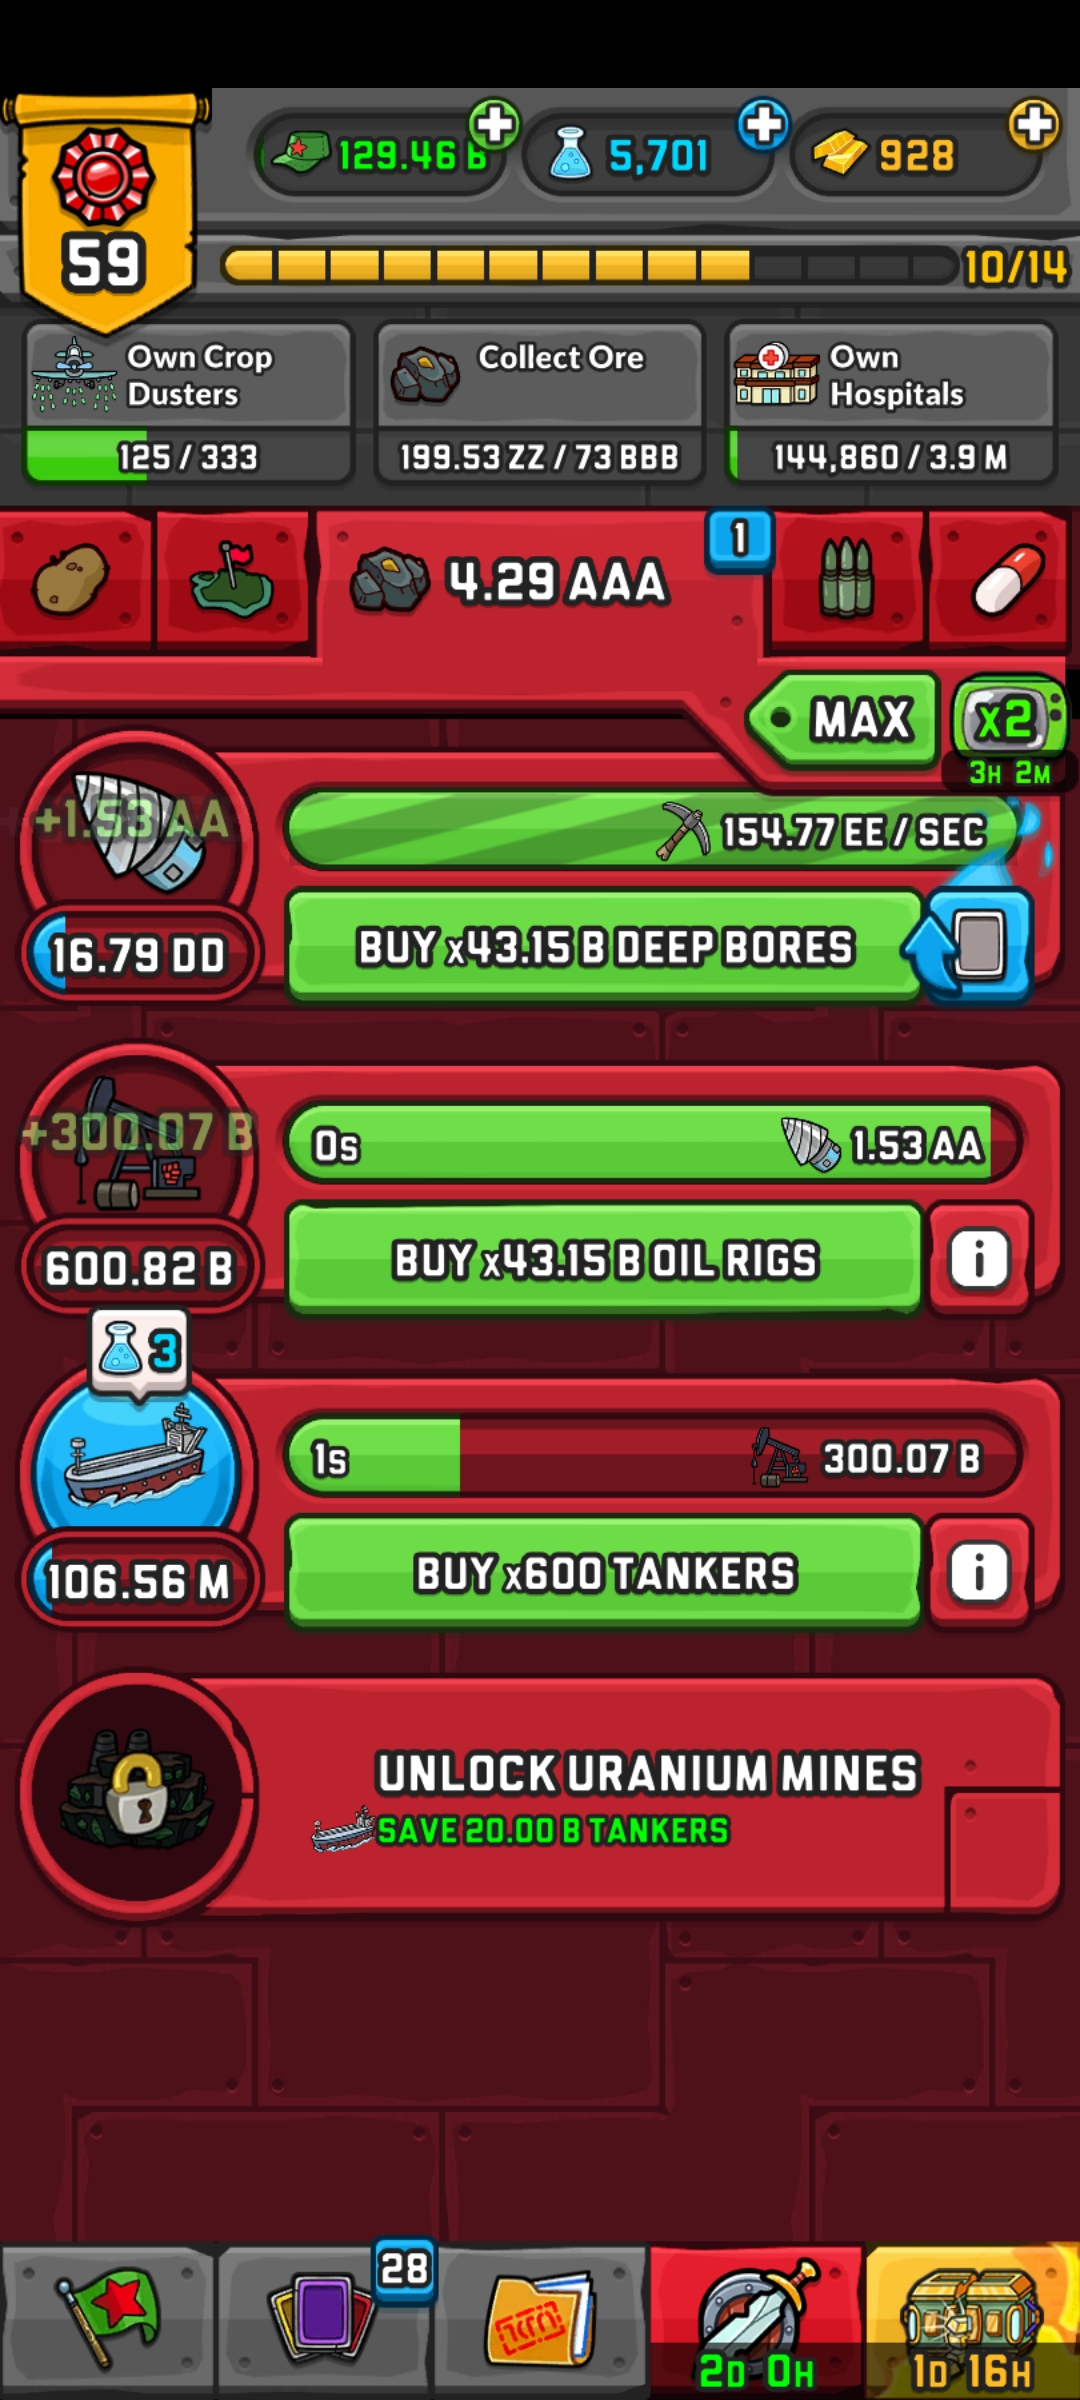 129.46 B
5,701
928
59
10/14
Own Crop
Dusters
125 / 333
Collect Ore
199.53 ZZ / 73 BBB
Own
Hospitals
144,860 / 3.9 M
4.29 AAA
1
MAX
x2
3H 2M
+1.53 AA
154.77 EE / SEC
16.79 DD
BUY x43.15 B DEEP BORES
+300.07 B
0s
1.53 AA
600.82 B
BUY x43.15 B OIL RIGS
i
3
1s
300.07 B
106.56 M
BUY x600 TANKERS
i
UNLOCK URANIUM MINES
SAVE 20.00 B TANKERS
28
2D 0H
1D 16H